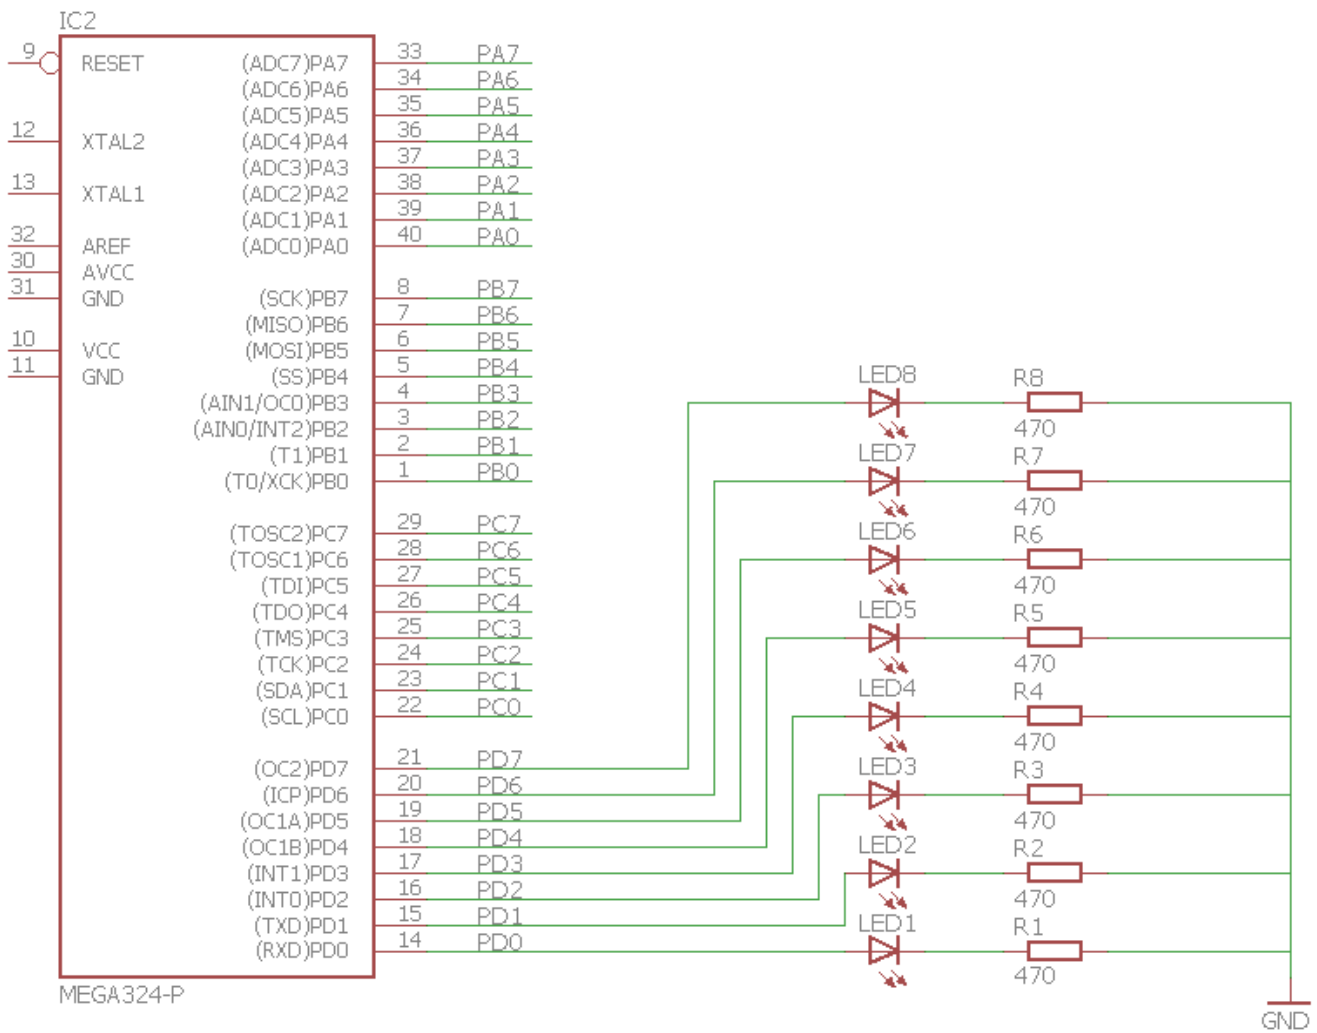 IC2
9 RESET (ADC7)PA7 33 PA7
(ADC6)PA6 34 PA6
(ADC5)PA5 35 PA5
12 XTAL2 (ADC4)PA4 36 PA4
(ADC3)PA3 37 PA3
13 XTAL1 (ADC2)PA2 38 PA2
(ADC1)PA1 39 PA1
32 AREF (ADC0)PA0 40 PA0
30 AVCC
31 GND (SCK)PB7 8 PB7
(MISO)PB6 7 PB6
10 VCC (MOSI)PB5 6 PB5
11 GND (SS)PB4 5 PB4
(AIN1/OC0)PB3 4 PB3
(AIN0/INT2)PB2 3 PB2
(T1)PB1 2 PB1
(T0/XCK)PB0 1 PB0
(TOSC2)PC7 29 PC7
(TOSC1)PC6 28 PC6
(TDI)PC5 27 PC5
(TDO)PC4 26 PC4
(TMS)PC3 25 PC3
(TCK)PC2 24 PC2
(SDA)PC1 23 PC1
(SCL)PC0 22 PC0
(OC2)PD7 21 PD7
(ICP)PD6 20 PD6
(OC1A)PD5 19 PD5
(OC1B)PD4 18 PD4
(INT1)PD3 17 PD3
(INT0)PD2 16 PD2
(TXD)PD1 15 PD1
(RXD)PD0 14 PD0
MEGA324-P
LED8 R8
470
LED7 R7
470
LED6 R6
470
LED5 R5
470
LED4 R4
470
LED3 R3
470
LED2 R2
470
LED1 R1
470
GND